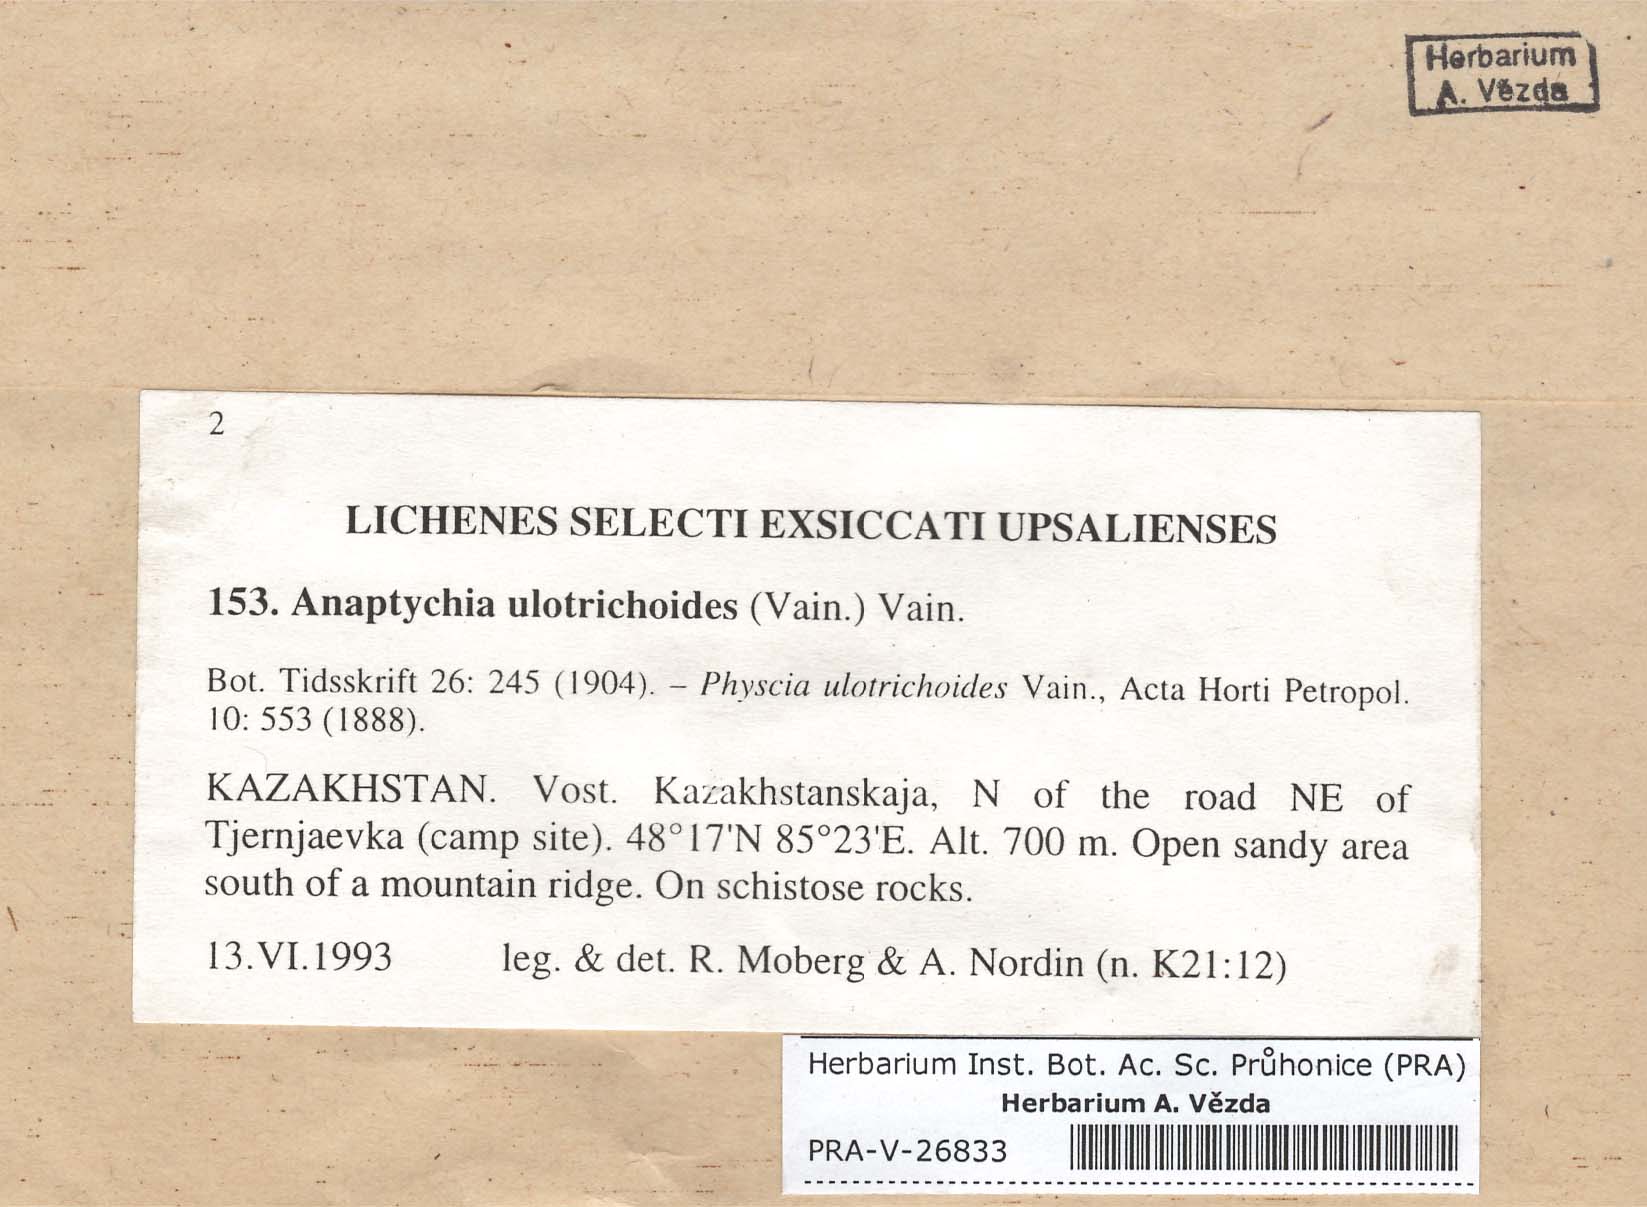 Herbarium
A. Vězda
2
LICHENES SELECTI EXSICCATI UPSALIENSES
153. Anaptychia ulotrichoides (Vain.) Vain.
Bot. Tidsskrift 26: 245 (1904). – Physcia ulotrichoides Vain., Acta Horti Petropol.
10: 553 (1888).
KAZAKHSTAN. Vost. Kazakhstanskaja, N of the road NE of
Tjernjaevka (camp site). 48°17'N 85°23'E. Alt. 700 m. Open sandy area
south of a mountain ridge. On schistose rocks.
13.VI.1993 leg. & det. R. Moberg & A. Nordin (n. K21:12)
Herbarium Inst. Bot. Ac. Sc. Průhonice (PRA)
Herbarium A. Vězda
PRA-V-26833